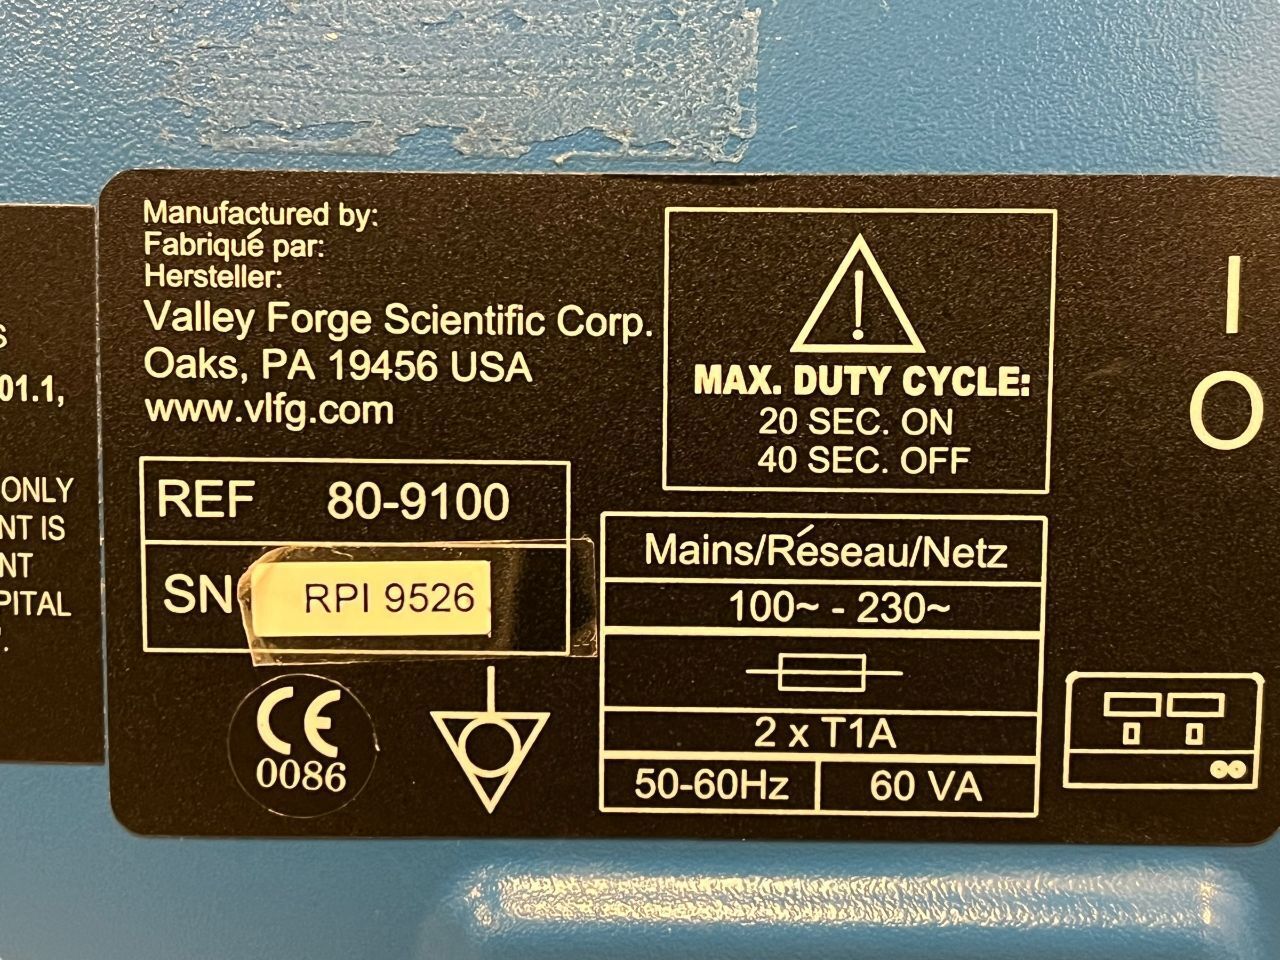 S
01.1,
ONLY
NT IS
NT
PITAL
.
Manufactured by:
Fabriqué par:
Hersteller:
Valley Forge Scientific Corp.
Oaks, PA 19456 USA
www.vlfg.com
REF 80-9100
SN RPI 9526
CE
0086
MAX. DUTY CYCLE:
20 SEC. ON
40 SEC. OFF
Mains/Réseau/Netz
100~ - 230~
2 x T1A
50-60Hz 60 VA
I
O